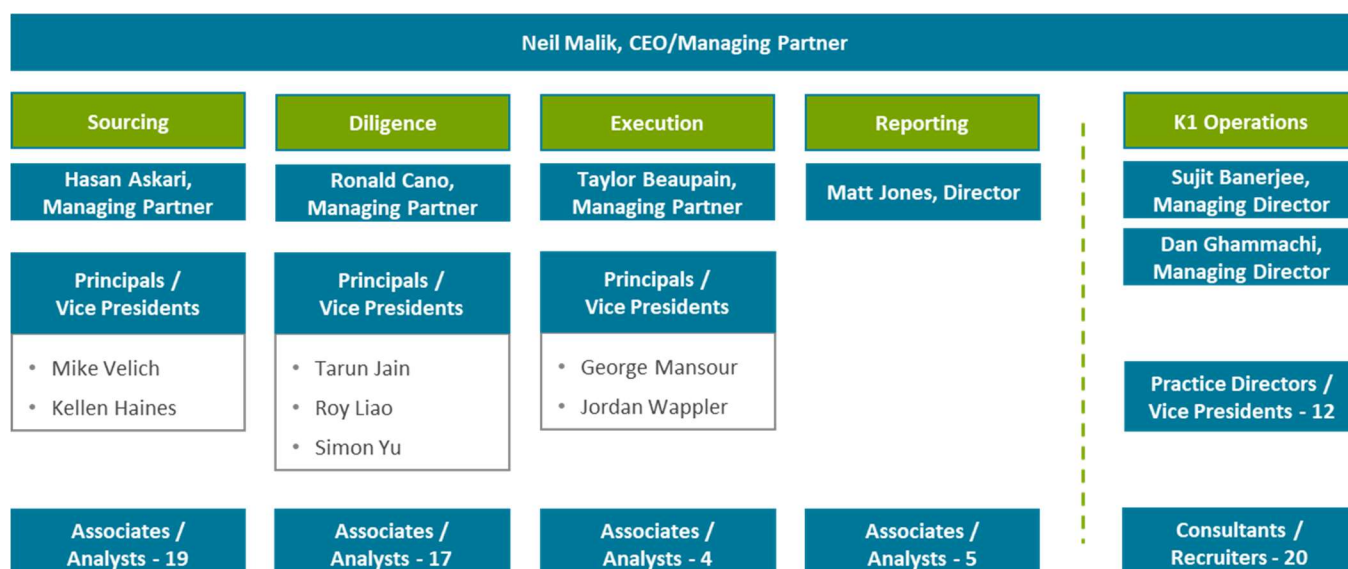 Neil Malik, CEO/Managing Partner
Sourcing
Hasan Askari,
Managing Partner
Principals /
Vice Presidents
• Mike Velich
• Kellen Haines
Associates /
Analysts - 19
Diligence
Ronald Cano,
Managing Partner
Principals /
Vice Presidents
• Tarun Jain
• Roy Liao
• Simon Yu
Associates /
Analysts - 17
Execution
Taylor Beaupain,
Managing Partner
Principals /
Vice Presidents
• George Mansour
• Jordan Wappler
Associates /
Analysts - 4
Reporting
Matt Jones, Director
Associates /
Analysts - 5
K1 Operations
Sujit Banerjee,
Managing Director
Dan Ghammachi,
Managing Director
Practice Directors /
Vice Presidents - 12
Consultants /
Recruiters - 20